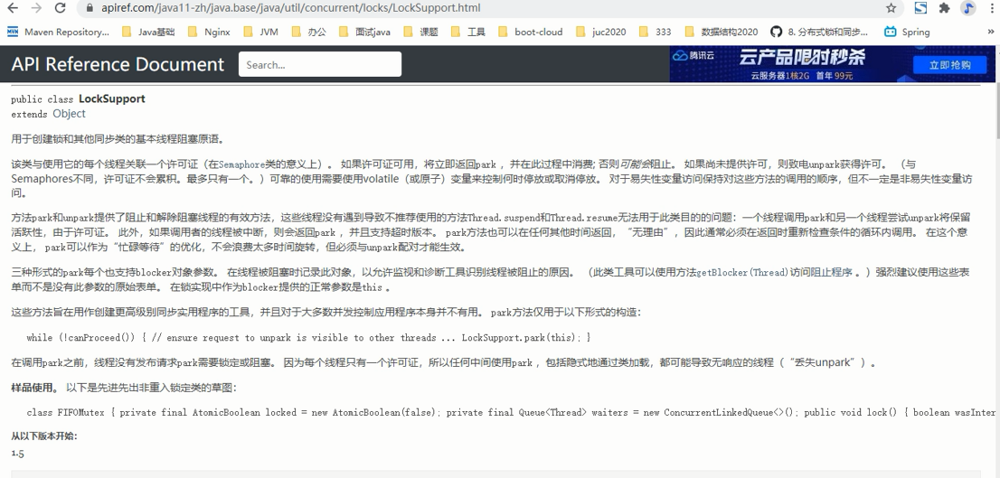 apiref.com/java11-zh/java.base/java/util/concurrent/locks/LockSupport.html
Maven Repository... Java基础 Nginx JVM 办公 面试java 课题 工具 boot-cloud juc2020 333 数据结构2020 8. 分布式锁和同步... Spring »
API Reference Document Search... 腾讯云 云产品限时秒杀 云服务器1核2G 首年 99元 立即抢购
public class LockSupport
extends Object
用于创建锁和其他同步类的基本线程阻塞原语。
该类与使用它的每个线程关联一个许可证（在Semaphore类的意义上）。 如果许可证可用，将立即返回park ，并在此过程中消费; 否则可能会阻止。 如果尚未提供许可，则致电unpark获得许可。 （与
Semaphores不同，许可证不会累积。最多只有一个。）可靠的使用需要使用volatile（或原子）变量来控制何时停放或取消停放。 对于易失性变量访问保持对这些方法的调用的顺序，但不一定是非易失性变量访
问。
方法park和unpark提供了阻止和解除阻塞线程的有效方法，这些线程没有遇到导致不推荐使用的方法Thread.suspend和Thread.resume无法用于此类目的的问题：一个线程调用park和另一个线程尝试unpark将保留
活跃性，由于许可证。 此外，如果调用者的线程被中断，则会返回park ，并且支持超时版本。 park方法也可以在任何其他时间返回，“无理由”，因此通常必须在返回时重新检查条件的循环内调用。 在这个意
义上， park可以作为“忙碌等待”的优化，不会浪费太多时间旋转，但必须与unpark配对才能生效。
三种形式的park每个也支持blocker对象参数。 在线程被阻塞时记录此对象，以允许监视和诊断工具识别线程被阻止的原因。 （此类工具可以使用方法getBlocker(Thread)访问阻止程序 。）强烈建议使用这些表
单而不是没有此参数的原始表单。 在锁实现中作为blocker提供的正常参数是this 。
这些方法旨在用作创建更高级别同步实用程序的工具，并且对于大多数并发控制应用程序本身并不有用。 park方法仅用于以下形式的构造：
while (!canProceed()) { // ensure request to unpark is visible to other threads ... LockSupport.park(this); }
在调用park之前，线程没有发布请求park需要锁定或阻塞。 因为每个线程只有一个许可证，所以任何中间使用park ，包括隐式地通过类加载，都可能导致无响应的线程（“丢失unpark”）。
样品使用。 以下是先进先出非重入锁定类的草图：
class FIFOMutex { private final AtomicBoolean locked = new AtomicBoolean(false); private final Queue<Thread> waiters = new ConcurrentLinkedQueue<>(); public void lock() { boolean wasInter
从以下版本开始：
1.5